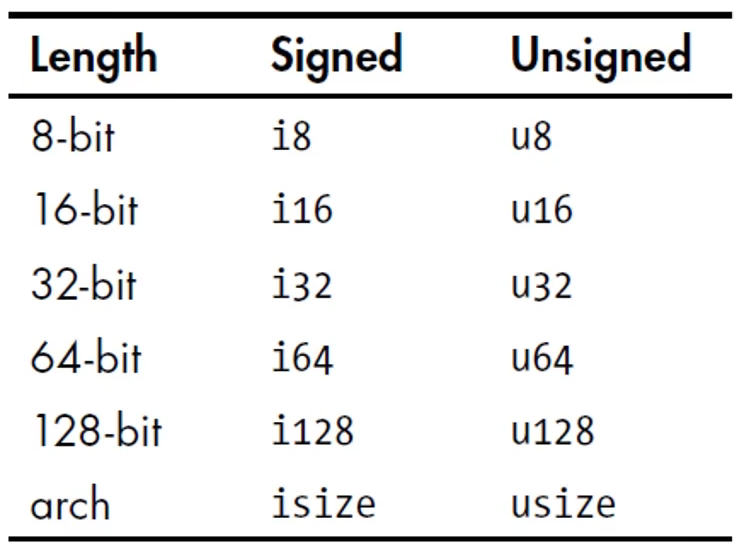 Length Signed Unsigned
8-bit i8 u8
16-bit i16 u16
32-bit i32 u32
64-bit i64 u64
128-bit i128 u128
arch isize usize